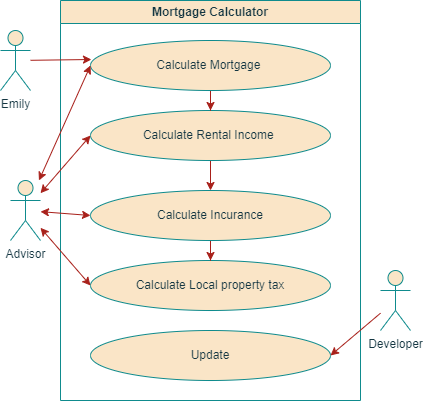 Mortgage Calculator
Emily
Calculate Mortgage
Calculate Rental Income
Calculate Incurance
Advisor
Calculate Local property tax
Developer
Update